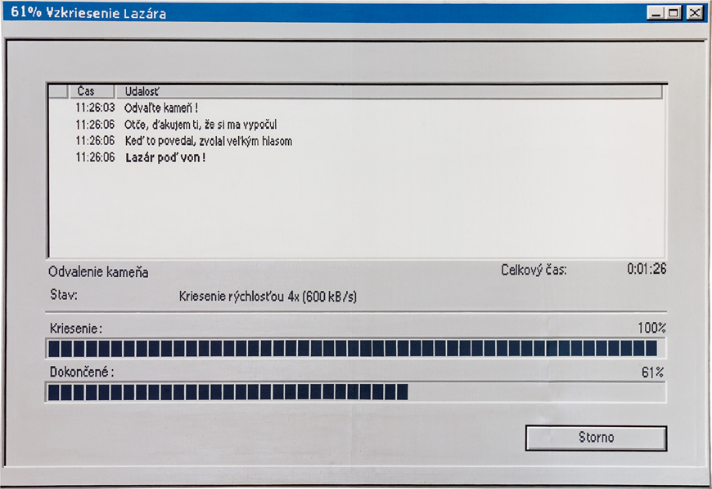 61% Vzkriesenie Lazára
Čas Udalosť
11:26:03 Odvaľte kameň !
11:26:06 Otče, ďakujem ti, že si ma vypočul
11:26:06 Keď to povedal, zvolal veľkým hlasom
11:26:06 Lazár poď von !
Odvalenie kameňa Celkový čas: 0:01:26
Stav: Kriesenie rýchlosťou 4x (600 kB/s)
Kriesenie : 100%
Dokončené : 61%
Storno